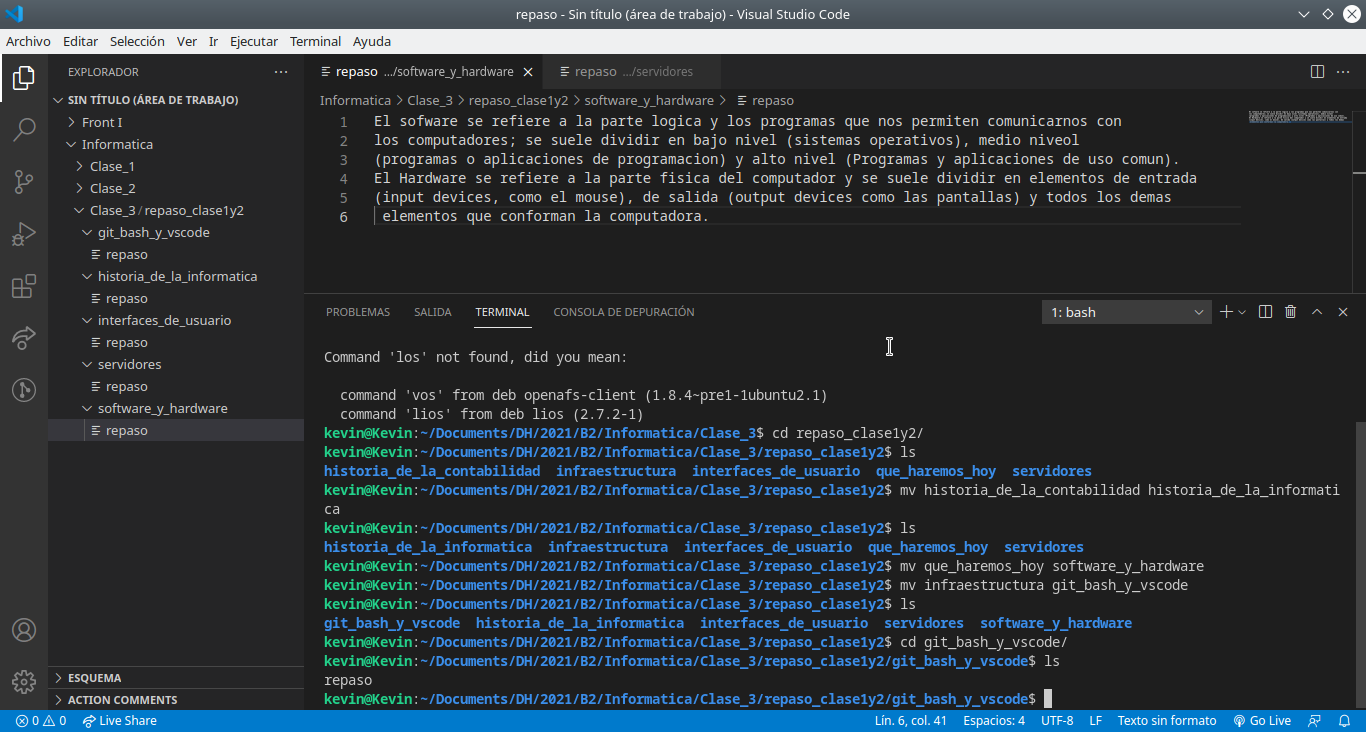 repaso - Sin título (área de trabajo) - Visual Studio Code
Archivo Editar Selección Ver Ir Ejecutar Terminal Ayuda
EXPLORADOR
SIN TÍTULO (ÁREA DE TRABAJO)
Front I
Informatica
Clase_1
Clase_2
Clase_3 / repaso_clase1y2
git_bash_y_vscode
repaso
historia_de_la_informatica
repaso
interfaces_de_usuario
repaso
servidores
repaso
software_y_hardware
repaso
ESQUEMA
ACTION COMMENTS
repaso .../software_y_hardware
repaso .../servidores
Informatica > Clase_3 > repaso_clase1y2 > software_y_hardware > repaso
1 El sofware se refiere a la parte logica y los programas que nos permiten comunicarnos con
2 los computadores; se suele dividir en bajo nivel (sistemas operativos), medio niveol
3 (programas o aplicaciones de programacion) y alto nivel (Programas y aplicaciones de uso comun).
4 El Hardware se refiere a la parte fisica del computador y se suele dividir en elementos de entrada
5 (input devices, como el mouse), de salida (output devices como las pantallas) y todos los demas
6 elementos que conforman la computadora.
PROBLEMAS SALIDA TERMINAL CONSOLA DE DEPURACIÓN
1: bash
Command 'los' not found, did you mean:
command 'vos' from deb openafs-client (1.8.4~pre1-1ubuntu2.1)
command 'lios' from deb lios (2.7.2-1)
kevin@Kevin:~/Documents/DH/2021/B2/Informatica/Clase_3$ cd repaso_clase1y2/
kevin@Kevin:~/Documents/DH/2021/B2/Informatica/Clase_3/repaso_clase1y2$ ls
historia_de_la_contabilidad infraestructura interfaces_de_usuario que_haremos_hoy servidores
kevin@Kevin:~/Documents/DH/2021/B2/Informatica/Clase_3/repaso_clase1y2$ mv historia_de_la_contabilidad historia_de_la_informati
ca
kevin@Kevin:~/Documents/DH/2021/B2/Informatica/Clase_3/repaso_clase1y2$ ls
historia_de_la_informatica infraestructura interfaces_de_usuario que_haremos_hoy servidores
kevin@Kevin:~/Documents/DH/2021/B2/Informatica/Clase_3/repaso_clase1y2$ mv que_haremos_hoy software_y_hardware
kevin@Kevin:~/Documents/DH/2021/B2/Informatica/Clase_3/repaso_clase1y2$ mv infraestructura git_bash_y_vscode
kevin@Kevin:~/Documents/DH/2021/B2/Informatica/Clase_3/repaso_clase1y2$ ls
git_bash_y_vscode historia_de_la_informatica interfaces_de_usuario servidores software_y_hardware
kevin@Kevin:~/Documents/DH/2021/B2/Informatica/Clase_3/repaso_clase1y2$ cd git_bash_y_vscode/
kevin@Kevin:~/Documents/DH/2021/B2/Informatica/Clase_3/repaso_clase1y2/git_bash_y_vscode$ ls
repaso
kevin@Kevin:~/Documents/DH/2021/B2/Informatica/Clase_3/repaso_clase1y2/git_bash_y_vscode$
0 0 Live Share Lín. 6, col. 41 Espacios: 4 UTF-8 LF Texto sin formato Go Live